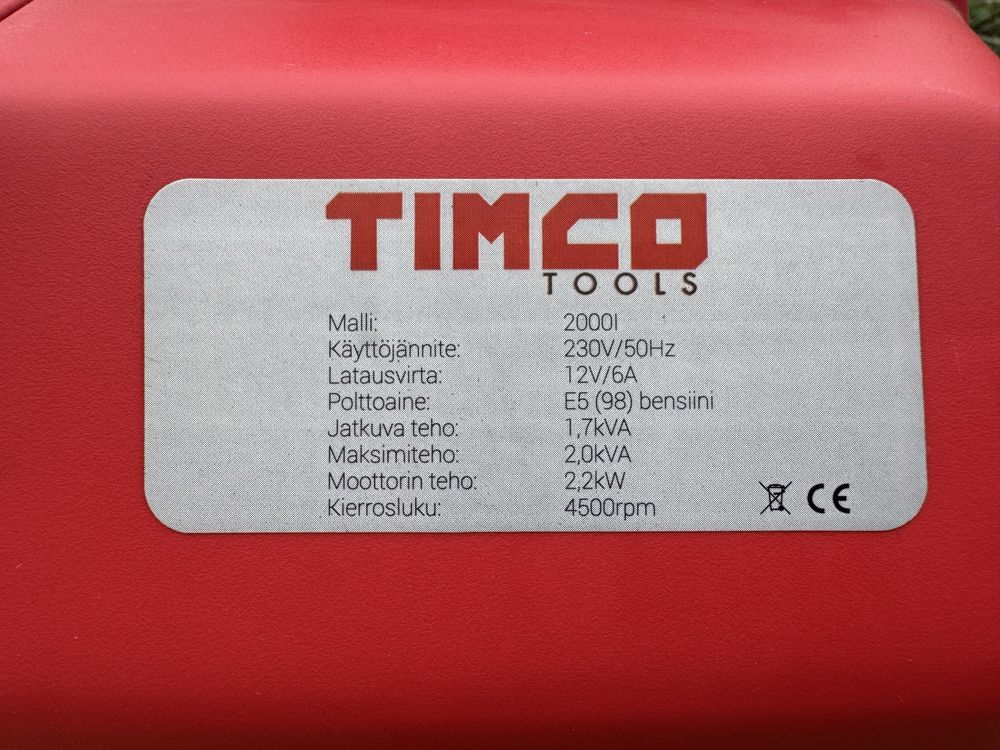 TIMCO
TOOLS
Malli: 2000I
Käyttöjännite: 230V/50Hz
Latausvirta: 12V/6A
Polttoaine: E5 (98) bensiini
Jatkuva teho: 1,7kVA
Maksimiteho: 2,0kVA
Moottorin teho: 2,2kW
Kierrosluku: 4500rpm
CE